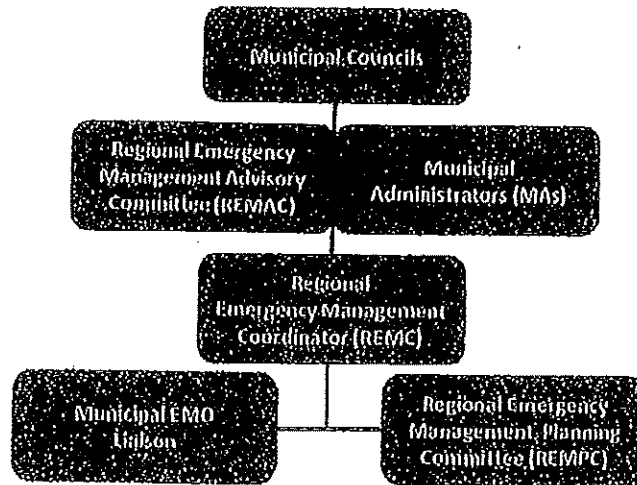 Municipal Councils
Regional Emergency
Management Advisory
Committee (REMAC)
Municipal
Administrators (MAs)
Regional
Emergency Management
Coordinator (REMC)
Municipal EMO
Liaison
Regional Emergency
Management Planning
Committee (REMPC)